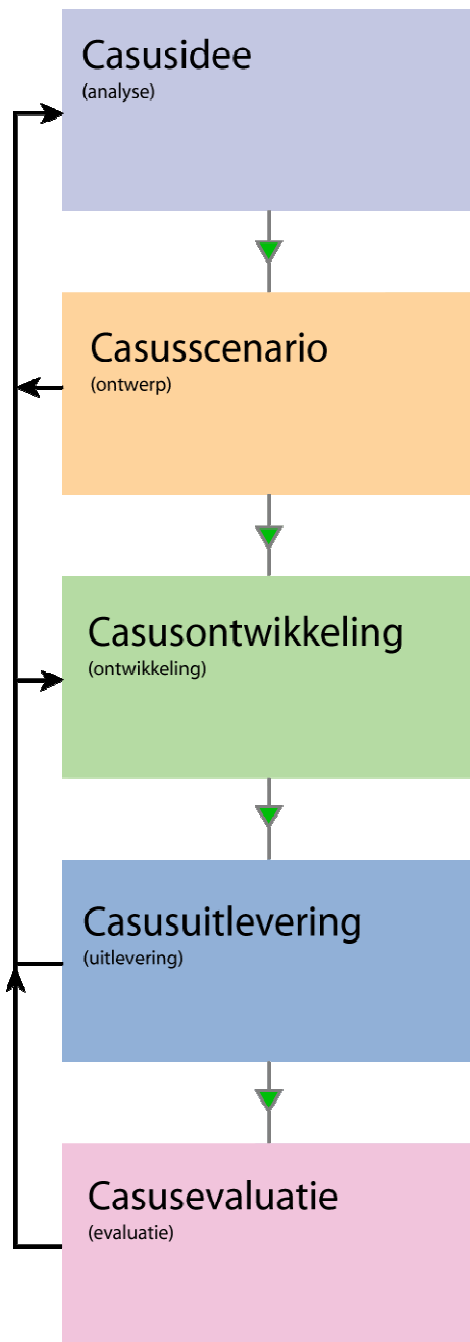 Casusidee
(analyse)
Casusscenario
(ontwerp)
Casusontwikkeling
(ontwikkeling)
Casusuitlevering
(uitlevering)
Casusevaluatie
(evaluatie)